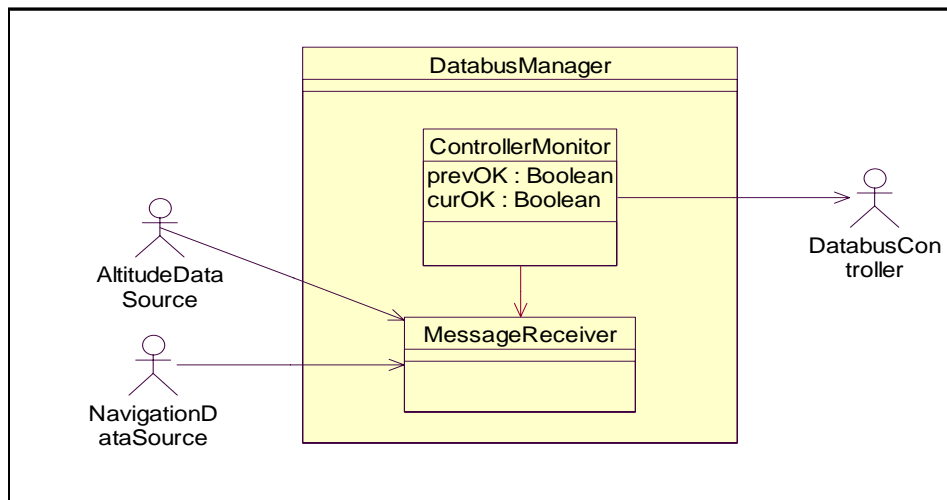 DatabusManager
ControllerMonitor
prevOK : Boolean
curOK : Boolean
DatabusCon
troller
AltitudeData
Source
MessageReceiver
NavigationD
ataSource